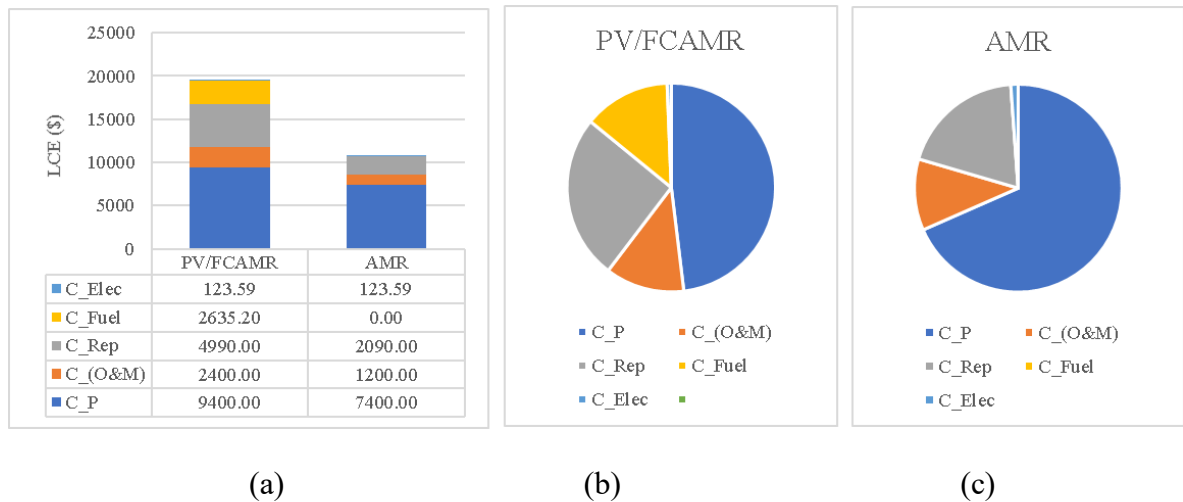 25000
20000
15000
10000
5000
0
LCE ($)
PV/FCAMR AMR
C_Elec 123.59 123.59
C_Fuel 2635.20 0.00
C_Rep 4990.00 2090.00
C_(O&M) 2400.00 1200.00
C_P 9400.00 7400.00
(a)
PV/FCAMR
C_P C_(O&M)
C_Rep C_Fuel
C_Elec
(b)
AMR
C_P C_(O&M)
C_Rep C_Fuel
C_Elec
(c)